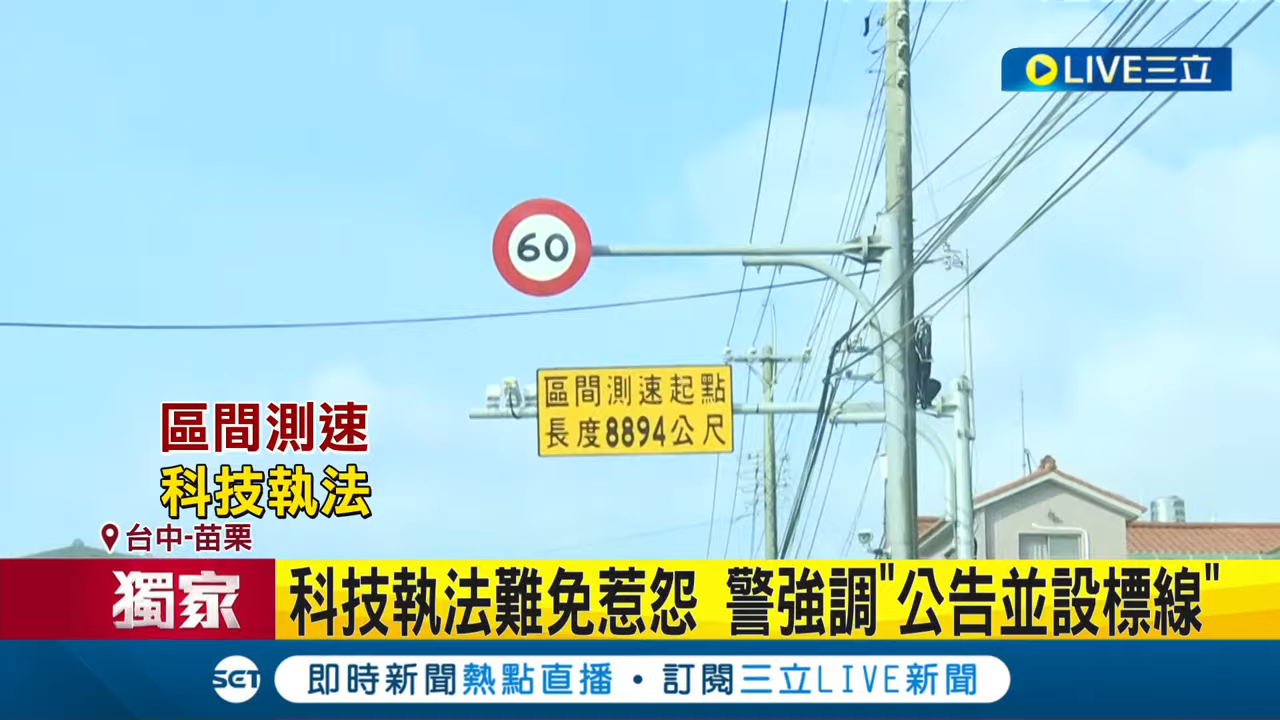 LIVE三立
60
區間測速起點
長度8894公尺
區間測速
科技執法
台中-苗栗
獨家
科技執法難免惹怨 警強調"公告並設標線"
SET 即時新聞熱點直播・訂閱三立LIVE新聞